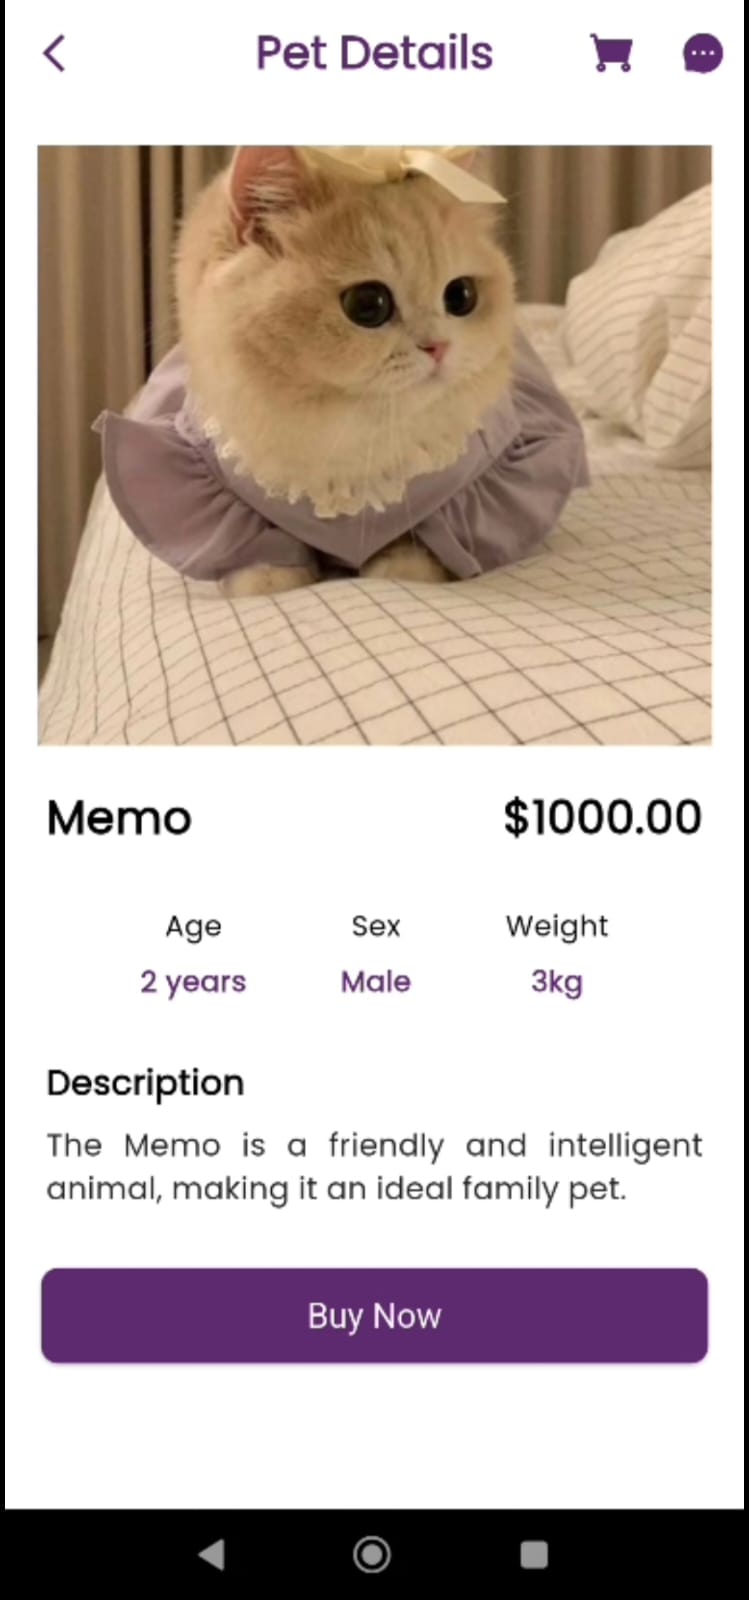 Pet Details
Memo
$1000.00
Age Sex Weight
2 years Male 3kg
Description
The Memo is a friendly and intelligent
animal, making it an ideal family pet.
Buy Now